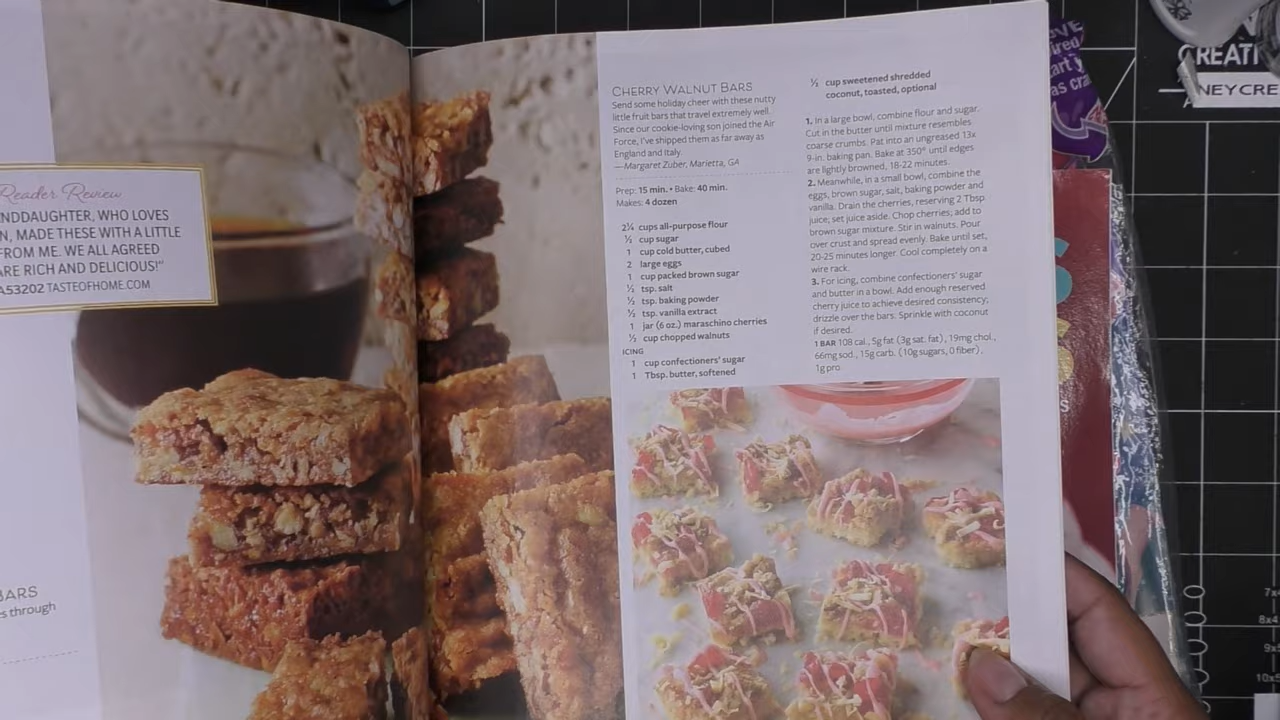 Reader Review
NDDAUGHTER, WHO LOVES
N, MADE THESE WITH A LITTLE
FROM ME. WE ALL AGREED
ARE RICH AND DELICIOUS!"
A53202 TASTEOFHOME.COM
BARS
s through
CHERRY WALNUT BARS
Send some holiday cheer with these nutty
little fruit bars that travel extremely well.
Since our cookie-loving son joined the Air
Force, I've shipped them as far away as
England and Italy.
—Margaret Zuber, Marietta, GA
Prep: 15 min. • Bake: 40 min.
Makes: 4 dozen
2¼ cups all-purpose flour
cup sugar
1 cup cold butter, cubed
2 large eggs
1 cup packed brown sugar
½ tsp. salt
½ tsp. baking powder
½ tsp. vanilla extract
1 jar (6 oz.) maraschino cherries
½ cup chopped walnuts
ICING
1 cup confectioners' sugar
1 Tbsp. butter, softened
½ cup sweetened shredded
coconut, toasted, optional
1. In a large bowl, combine flour and sugar.
Cut in the butter until mixture resembles
coarse crumbs. Pat into an ungreased 13x
9-in. baking pan. Bake at 350° until edges
are lightly browned, 18-22 minutes.
2. Meanwhile, in a small bowl, combine the
eggs, brown sugar, salt, baking powder and
vanilla. Drain the cherries, reserving 2 Tbsp
juice; set juice aside. Chop cherries; add to
brown sugar mixture. Stir in walnuts. Pour
over crust and spread evenly. Bake until set,
20-25 minutes longer. Cool completely on a
wire rack.
3. For icing, combine confectioners' sugar
and butter in a bowl. Add enough reserved
cherry juice to achieve desired consistency;
drizzle over the bars. Sprinkle with coconut
if desired.
1 BAR 108 cal., 5g fat (3g sat. fat), 19mg chol.,
66mg sod., 15g carb. (10g sugars, 0 fiber),
1g pro.
CREATI
NEYCRE
7x
8x4
9x
10x